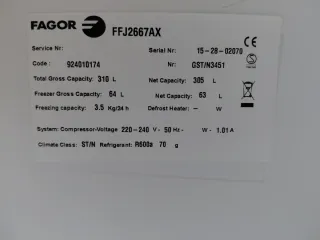 FAGOR FFJ2667AX
Service Nr: Serial Nr: 15-28-02070
Code: 924010174 Nr: GST/N3451
Total Gross Capacity: 310 L Net Capacity: 305 L
Freezer Gross Capacity: 64 L Net Capacity: 63 L
Freezing capacity: 3.5 Kg/24 h Defrost Heater: - W
System: Compressor-Voltage 220-240 V - 50 Hz - W - 1.01 A
Climate Class: ST/N Refrigerant: R600a 70 g